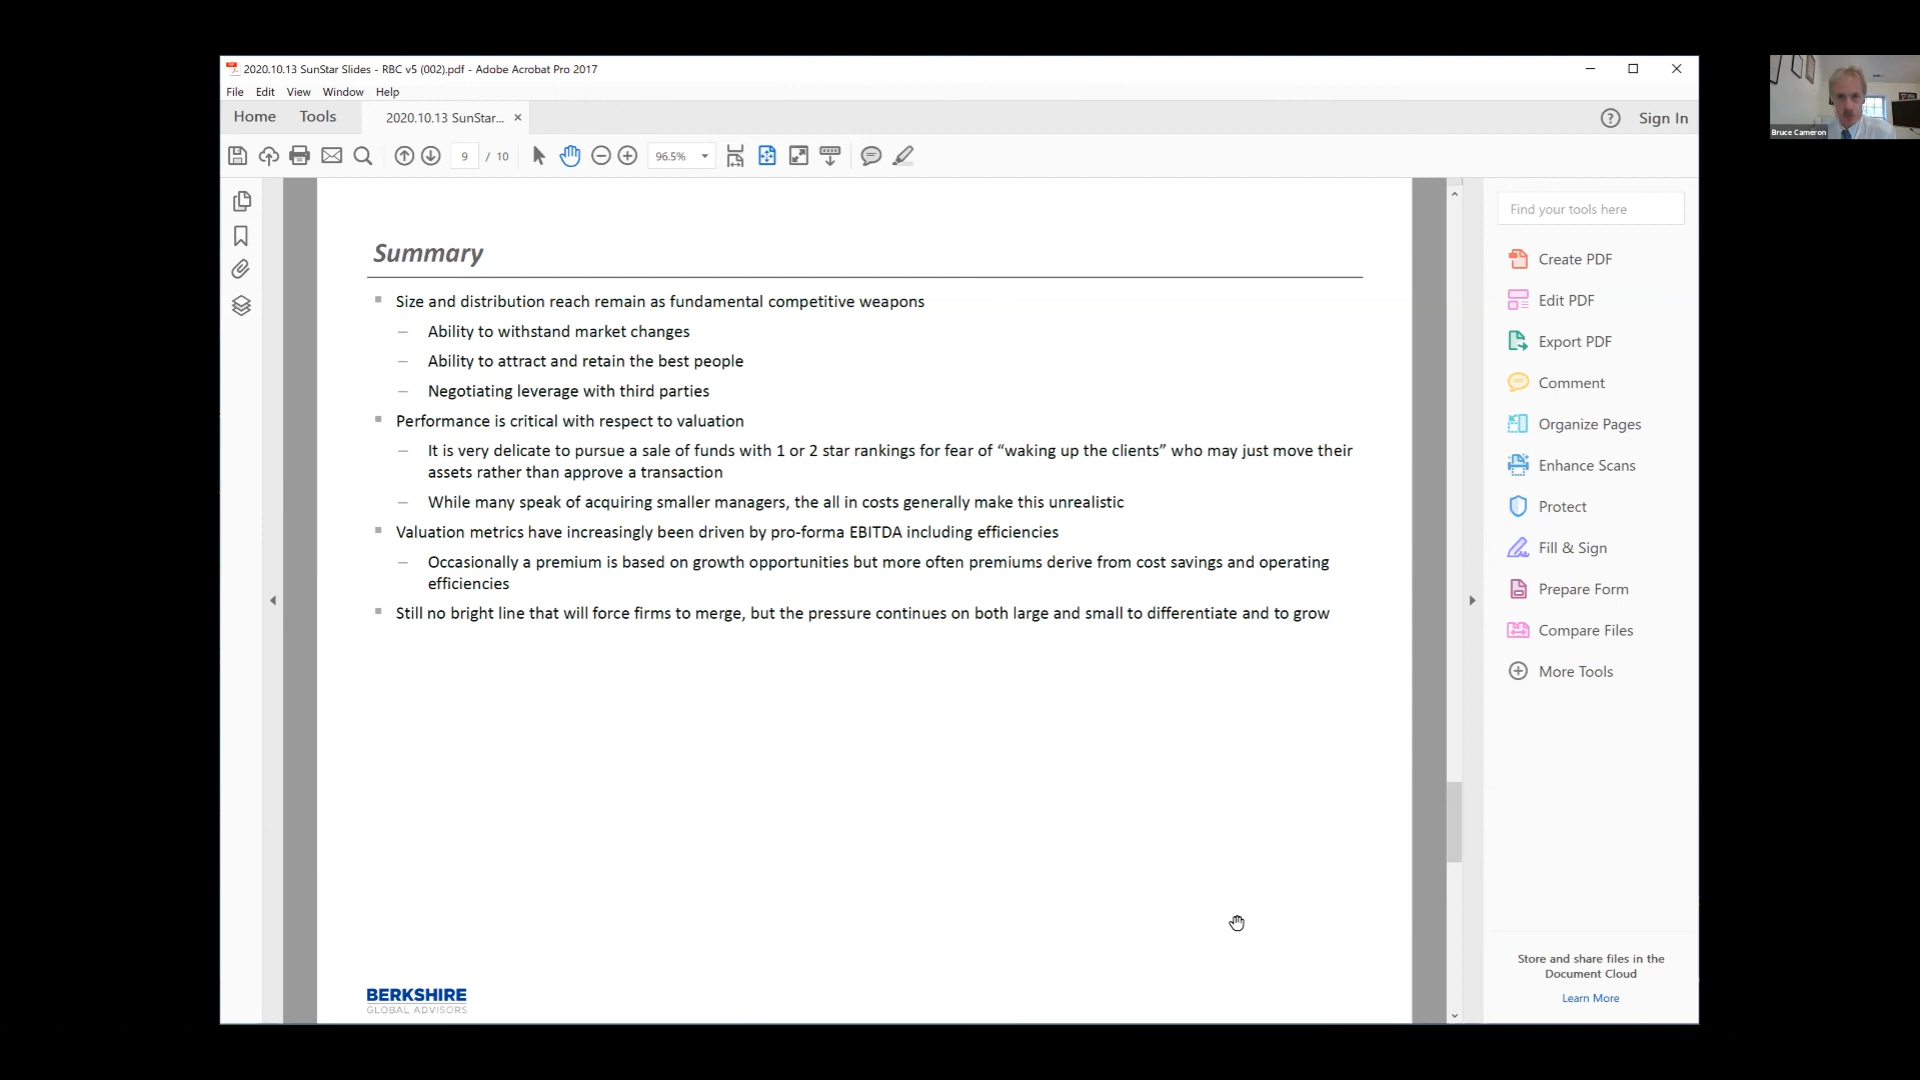 2020.10.13 SunStar Slides - RBC v5 (002).pdf - Adobe Acrobat Pro 2017
File Edit View Window Help
Home Tools 2020.10.13 SunStar... × ? Sign In
9 / 10 96.5%
Bruce Cameron
Summary
Size and distribution reach remain as fundamental competitive weapons
– Ability to withstand market changes
– Ability to attract and retain the best people
– Negotiating leverage with third parties
Performance is critical with respect to valuation
– It is very delicate to pursue a sale of funds with 1 or 2 star rankings for fear of “waking up the clients” who may just move their
assets rather than approve a transaction
– While many speak of acquiring smaller managers, the all in costs generally make this unrealistic
Valuation metrics have increasingly been driven by pro-forma EBITDA including efficiencies
– Occasionally a premium is based on growth opportunities but more often premiums derive from cost savings and operating
efficiencies
Still no bright line that will force firms to merge, but the pressure continues on both large and small to differentiate and to grow
BERKSHIRE
GLOBAL ADVISORS
Find your tools here
Create PDF
Edit PDF
Export PDF
Comment
Organize Pages
Enhance Scans
Protect
Fill & Sign
Prepare Form
Compare Files
More Tools
Store and share files in the
Document Cloud
Learn More